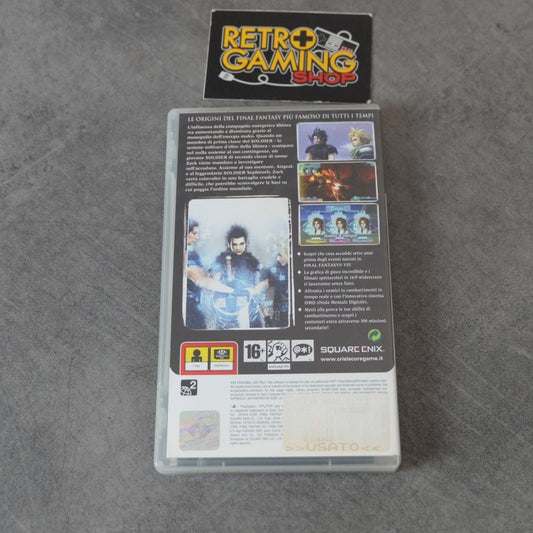 RETRO
GAMING
SHOP
LE ORIGINI DEL FINAL FANTASY PIÙ FAMOSO DI TUTTI I TEMPI
L'influenza della compagnia energetica Shinra
sta aumentando a dismisura grazie al
monopolio dell'energia mako. Quando un
membro di prima classe dei SOLDIER - la
sezione militare d'élite della Shinra - scompare
nel nulla assieme al suo contingente, un
giovane SOLDIER di seconda classe di nome
Zack viene mandato a investigare
sull'accaduto. Assieme al suo mentore, Angeal,
e al leggendario SOLDIER Sephiroth, Zack
verrà coinvolto in una battaglia crudele e
difficile, che potrebbe sconvolgere le basi su
cui poggia l'ordine mondiale.
Scopri che cosa accadde sette anni
prima degli eventi narrati in
FINAL FANTASY® VII!
La grafica di gioco incredibile e i
filmati spettacolari in 16:9 widescreen
ti lasceranno senza fiato.
Affronta i nemici in combattimenti in
tempo reale e con l'innovativo sistema
OMD (Onda Mentale Digitale).
Metti alla prova le tue abilità di
combattimento e scopri i
contenuti extra attraverso 300 missioni
secondarie!
16+
www.pegi.info
SQUARE ENIX
www.crisiscoregame.it
2
>>USATO<<